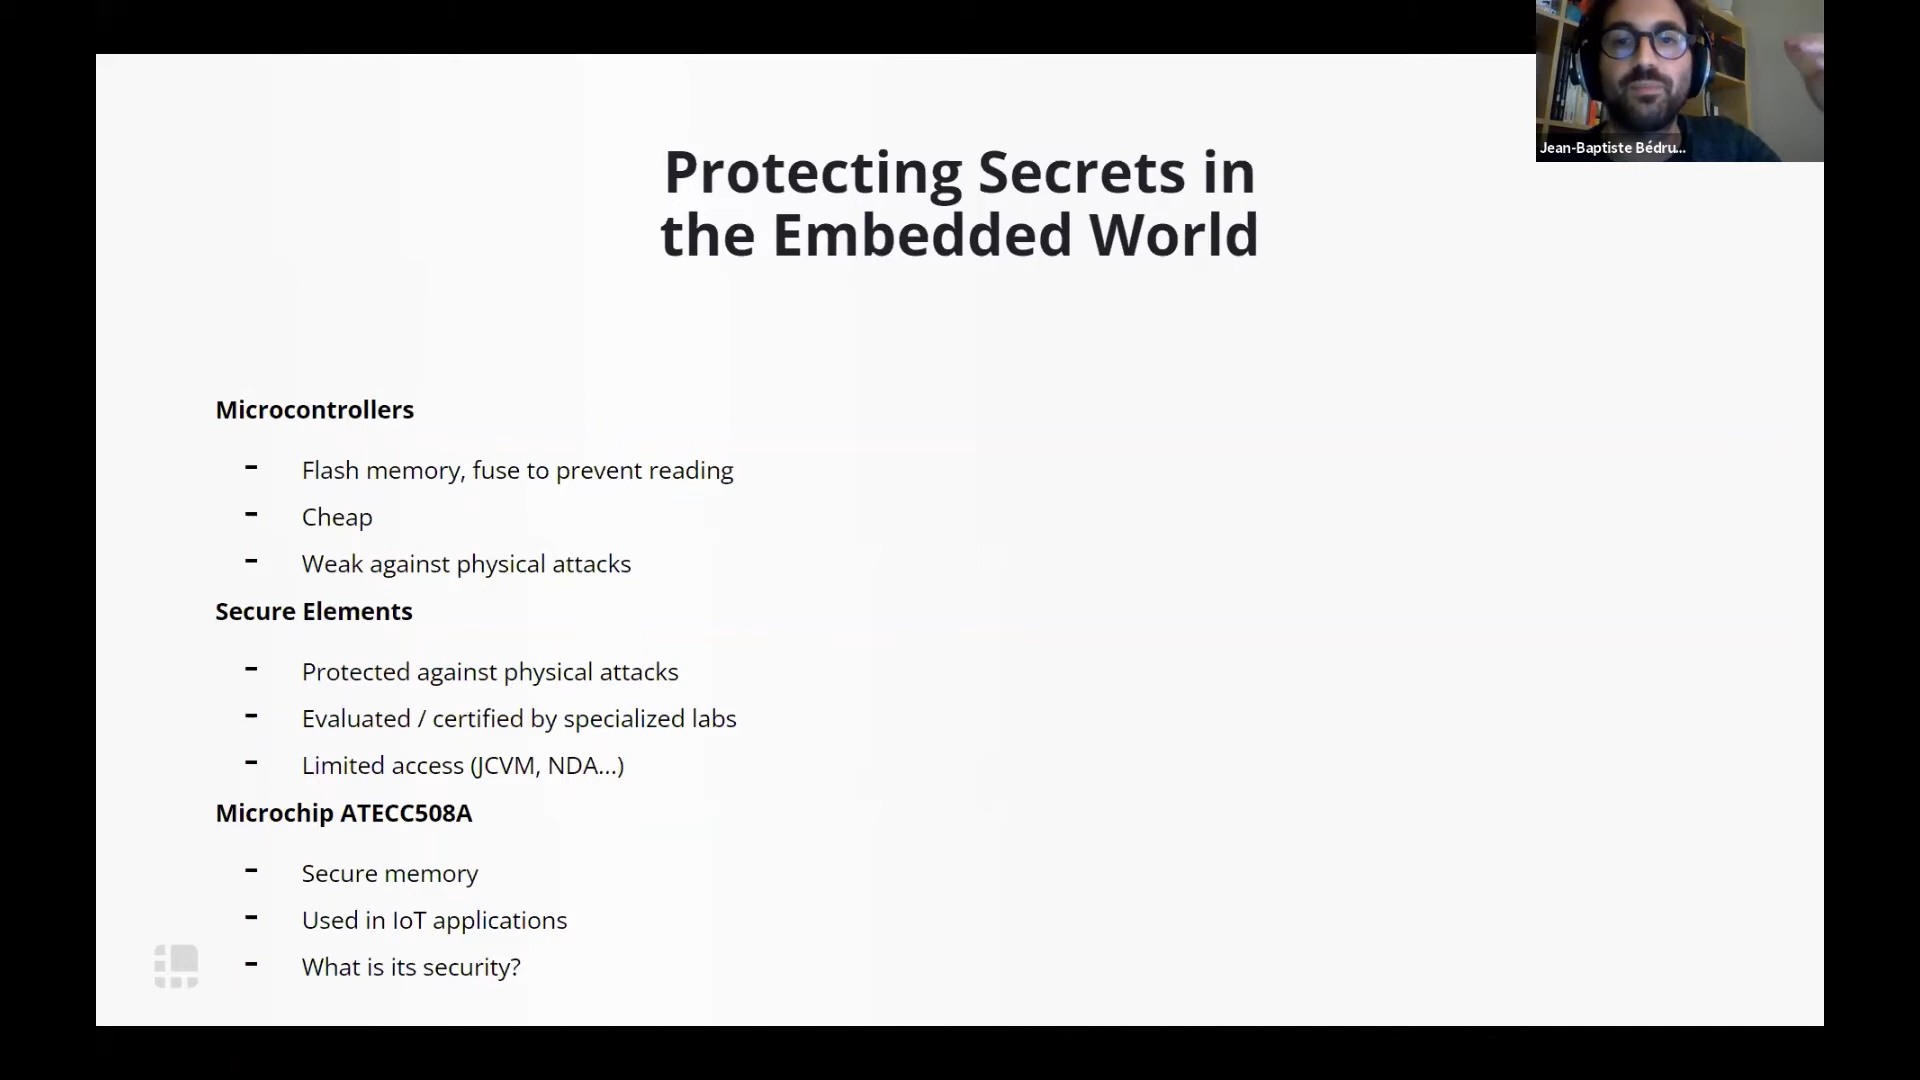 Jean-Baptiste Bédru...
Protecting Secrets in
the Embedded World
Microcontrollers
- Flash memory, fuse to prevent reading
- Cheap
- Weak against physical attacks
Secure Elements
- Protected against physical attacks
- Evaluated / certified by specialized labs
- Limited access (JCVM, NDA...)
Microchip ATECC508A
- Secure memory
- Used in IoT applications
- What is its security?